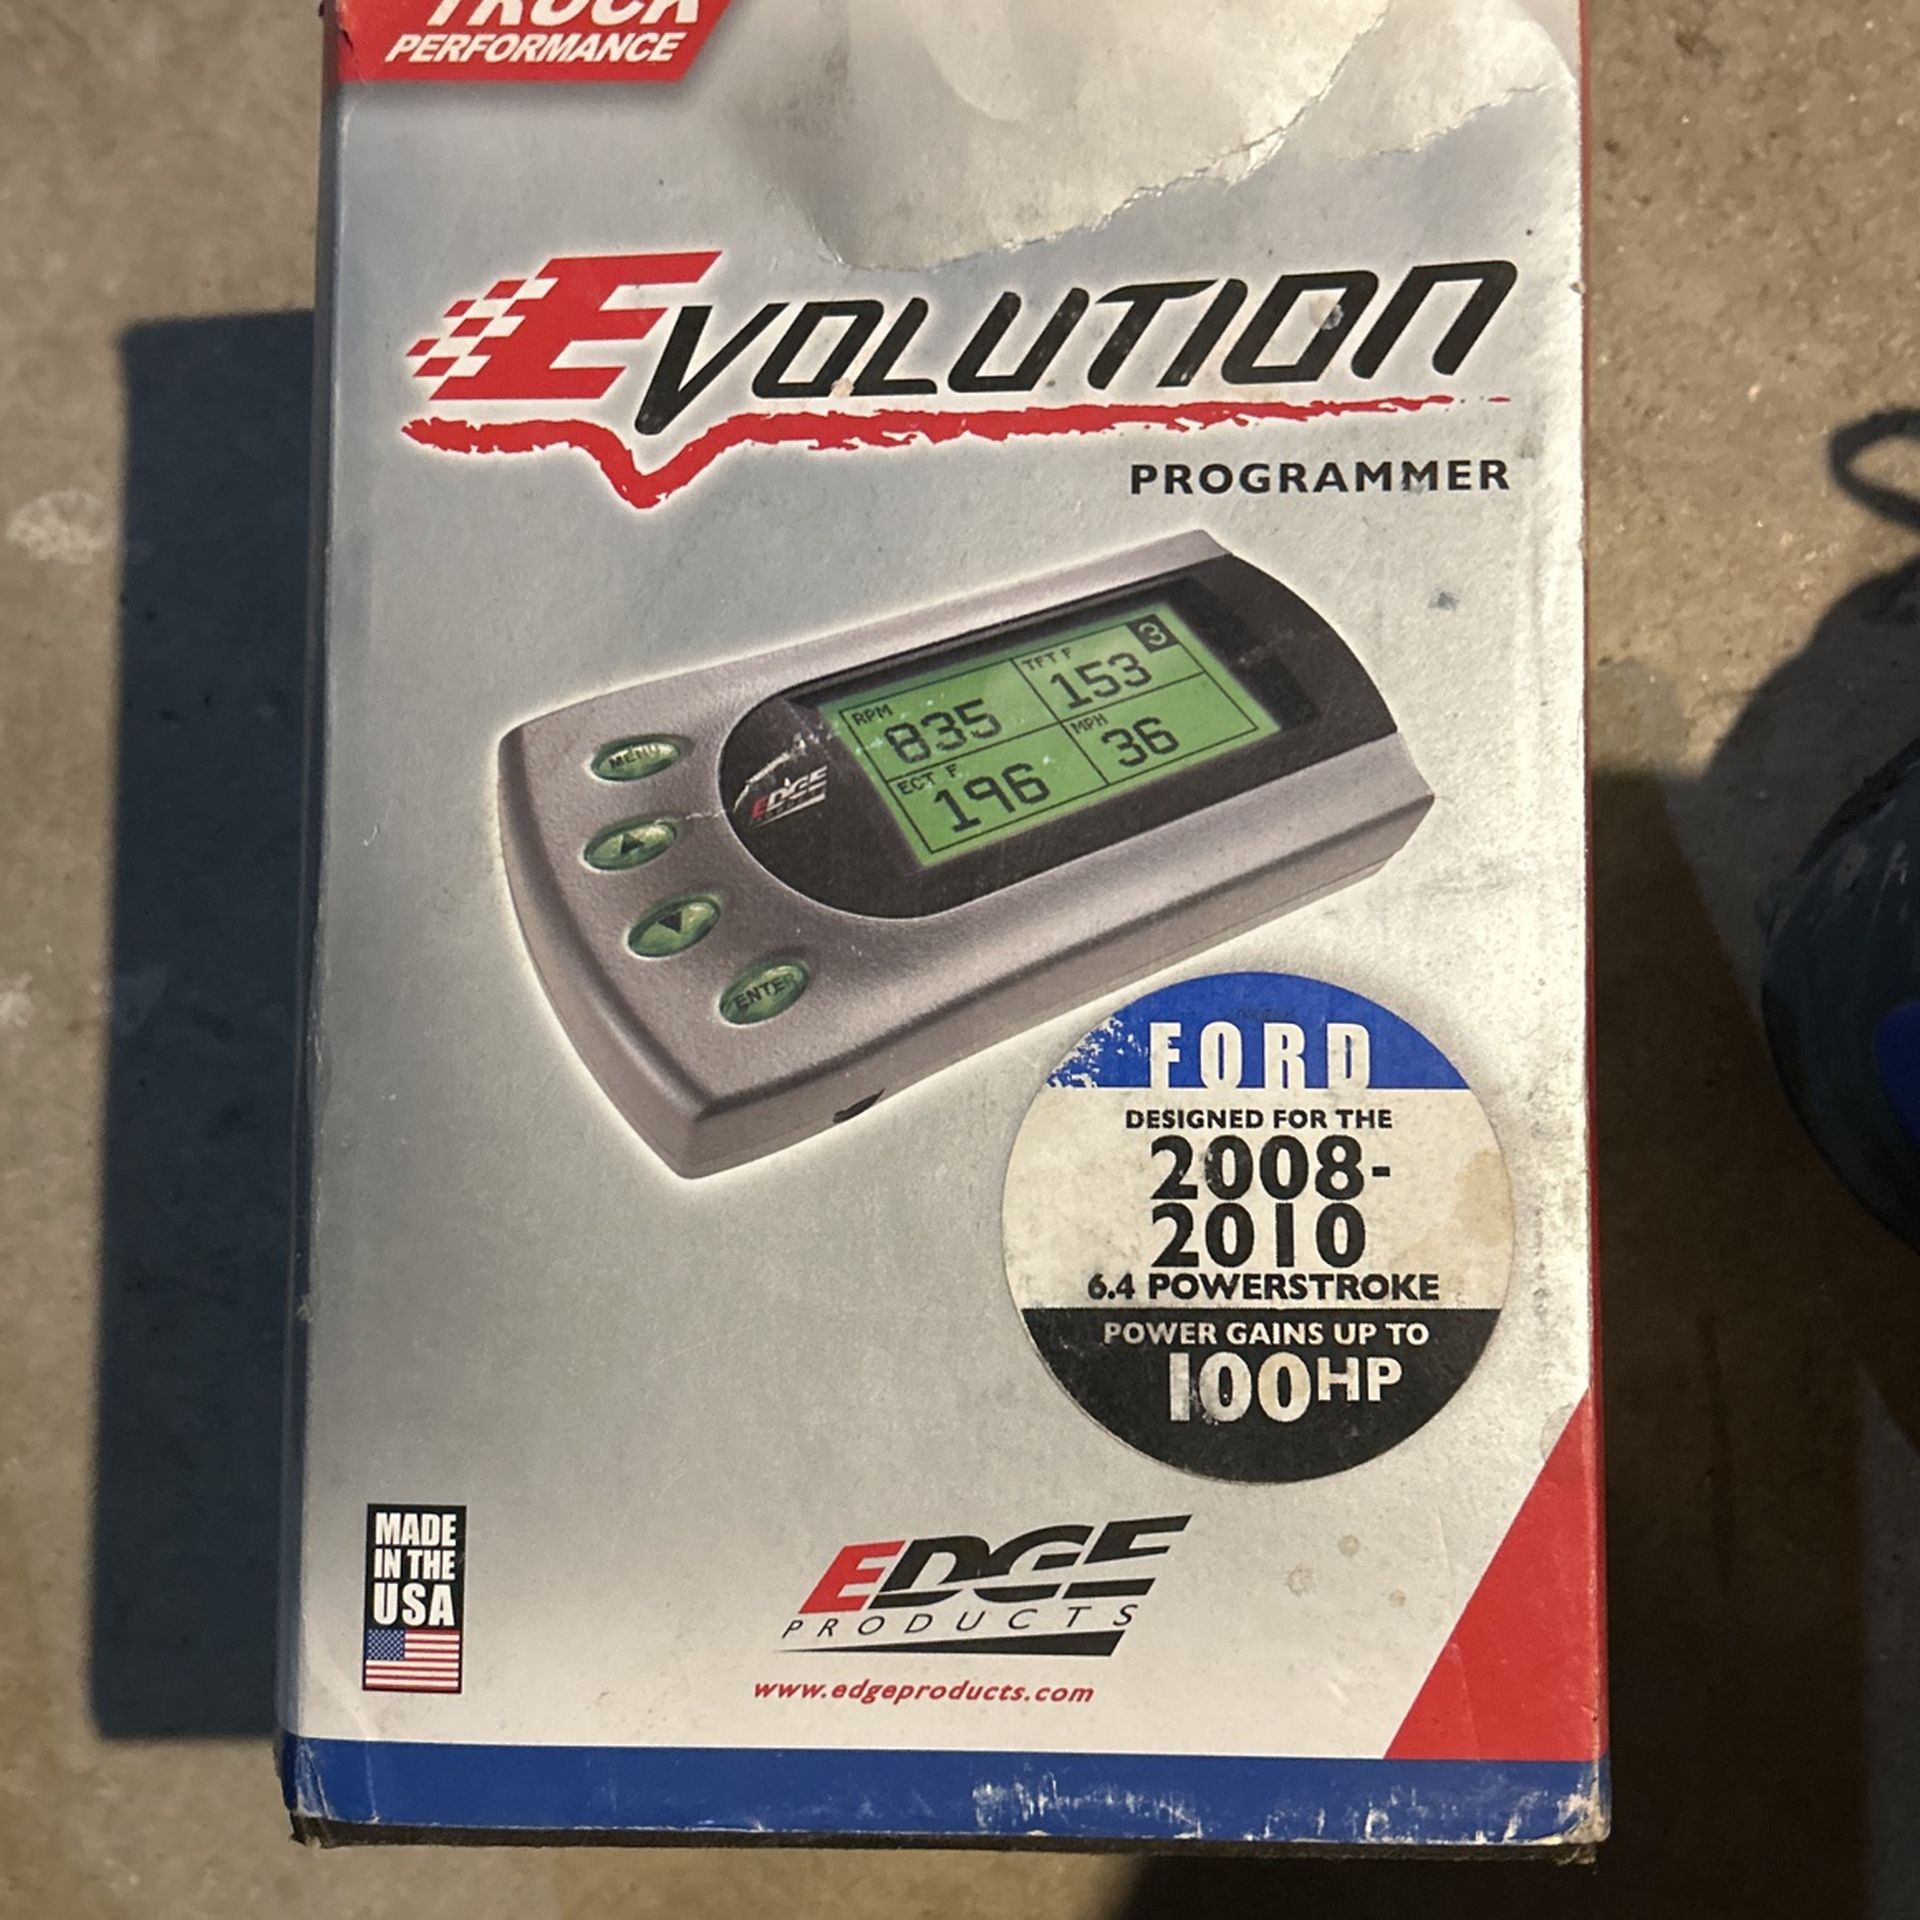 TRUCK
PERFORMANCE
EVOLUTION
PROGRAMMER
RPM
835
TFT F
153
3
ECT F
196
MPH
36
MENU
EDGE
ENTER
FORD
DESIGNED FOR THE
2008-
2010
6.4 POWERSTROKE
POWER GAINS UP TO
100HP
MADE
IN THE
USA
EDGE
PRODUCTS
www.edgeproducts.com